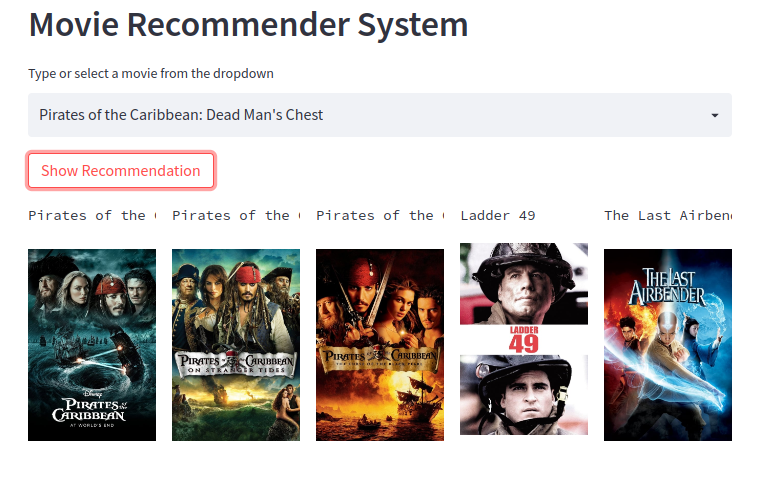 Movie Recommender System
Type or select a movie from the dropdown
Pirates of the Caribbean: Dead Man's Chest
Show Recommendation
Pirates of the
Pirates of the
Pirates of the
Ladder 49
The Last Airben
Disney
PIRATES of the
CARIBBEAN
AT WORLD'S END
PIRATES of the CARIBBEAN
ON STRANGER TIDES
PIRATES of the CARIBBEAN
THE CURSE OF THE BLACK PEARL
LADDER
49
THE LAST
AIRBENDER